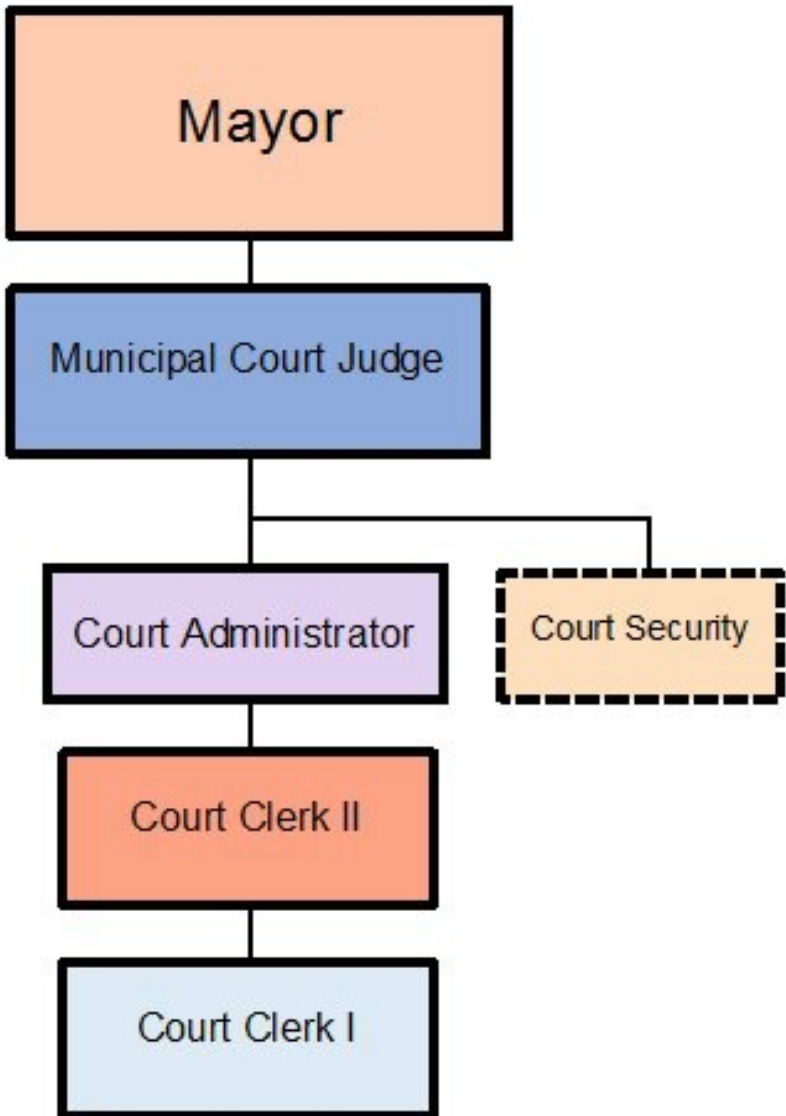 Mayor
Municipal Court Judge
Court Administrator
Court Security
Court Clerk II
Court Clerk I